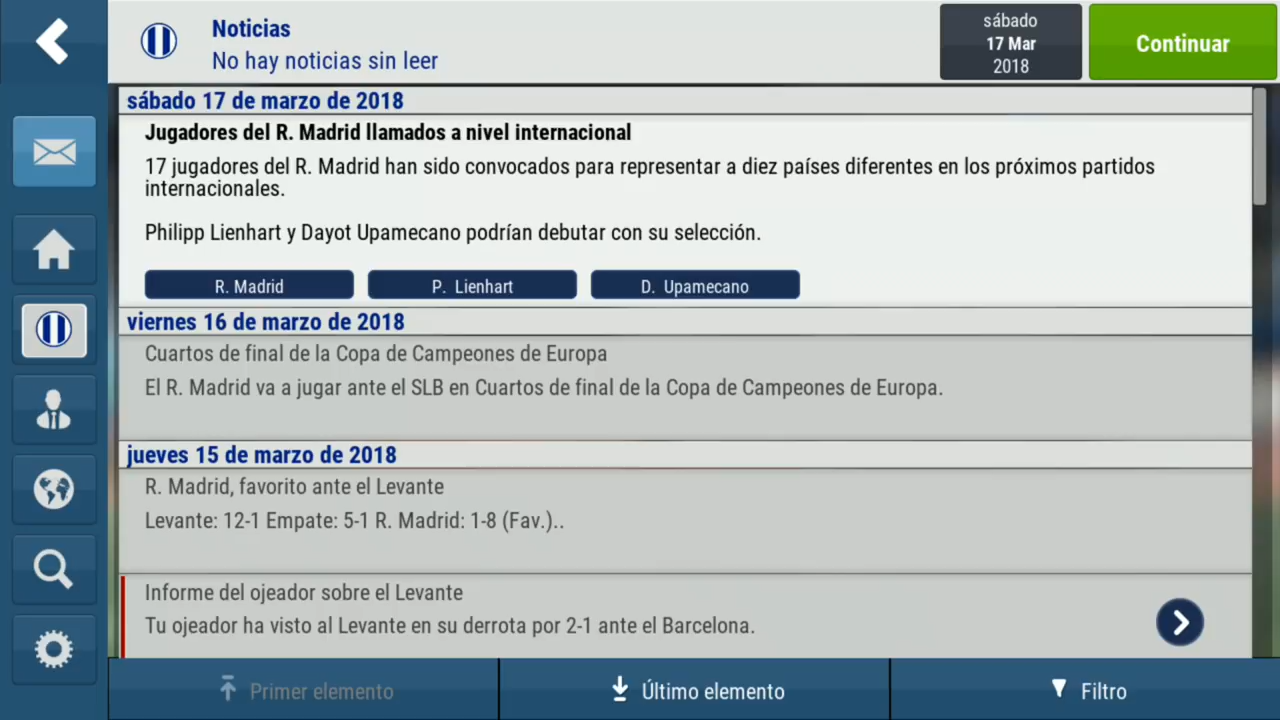 Noticias
No hay noticias sin leer
sábado
17 Mar
2018
Continuar
sábado 17 de marzo de 2018
Jugadores del R. Madrid llamados a nivel internacional
17 jugadores del R. Madrid han sido convocados para representar a diez países diferentes en los próximos partidos
internacionales.
Philipp Lienhart y Dayot Upamecano podrían debutar con su selección.
R. Madrid
P. Lienhart
D. Upamecano
viernes 16 de marzo de 2018
Cuartos de final de la Copa de Campeones de Europa
El R. Madrid va a jugar ante el SLB en Cuartos de final de la Copa de Campeones de Europa.
jueves 15 de marzo de 2018
R. Madrid, favorito ante el Levante
Levante: 12-1 Empate: 5-1 R. Madrid: 1-8 (Fav.)..
Informe del ojeador sobre el Levante
Tu ojeador ha visto al Levante en su derrota por 2-1 ante el Barcelona.
Primer elemento
Último elemento
Filtro